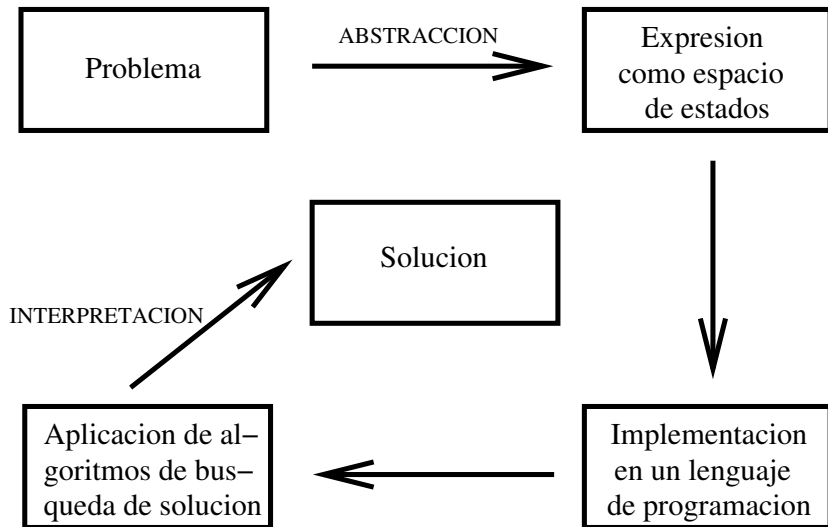 Problema
ABSTRACCION
Expresion
como espacio
de estados
Solucion
INTERPRETACION
Aplicacion de al–
goritmos de bus–
queda de solucion
Implementacion
en un lenguaje
de programacion